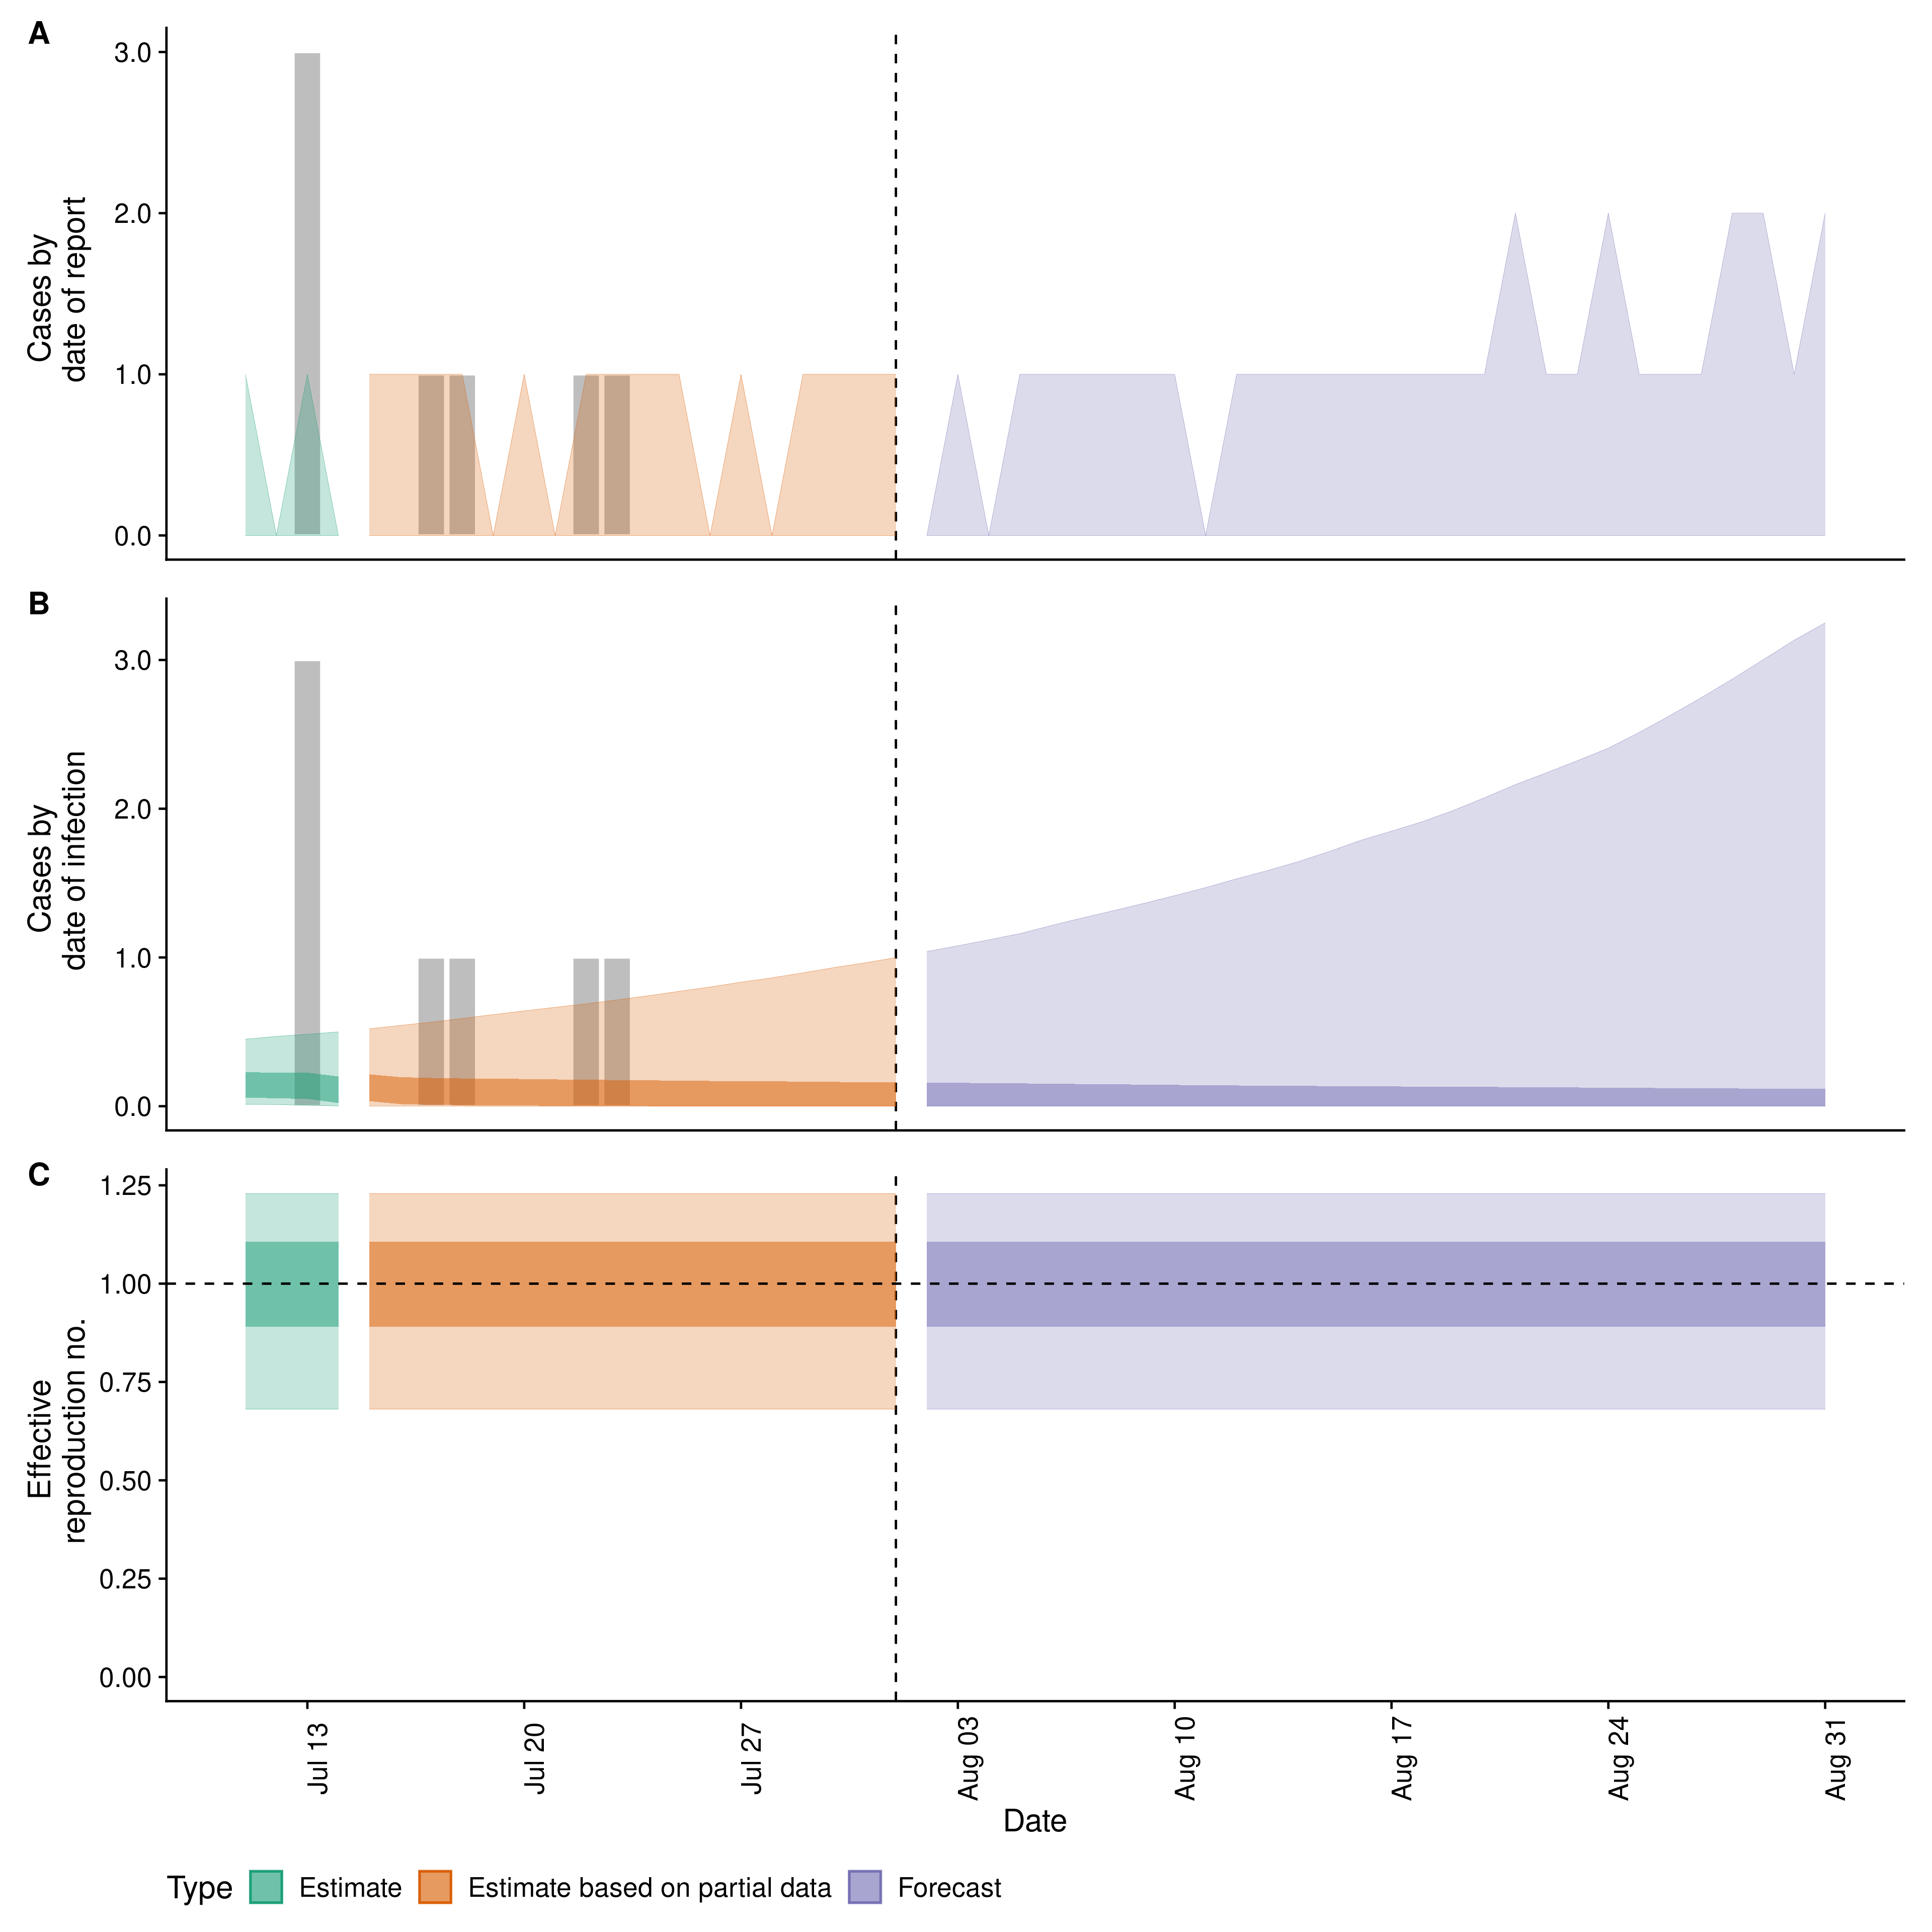 A
3.0
2.0
1.0
0.0
Cases by
date of report
B
3.0
2.0
1.0
0.0
Cases by
date of infection
C
1.25
1.00
0.75
0.50
0.25
0.00
Effective
reproduction no.
Jul 13
Jul 20
Jul 27
Aug 03
Aug 10
Aug 17
Aug 24
Aug 31
Date
Type Estimate Estimate based on partial data Forecast